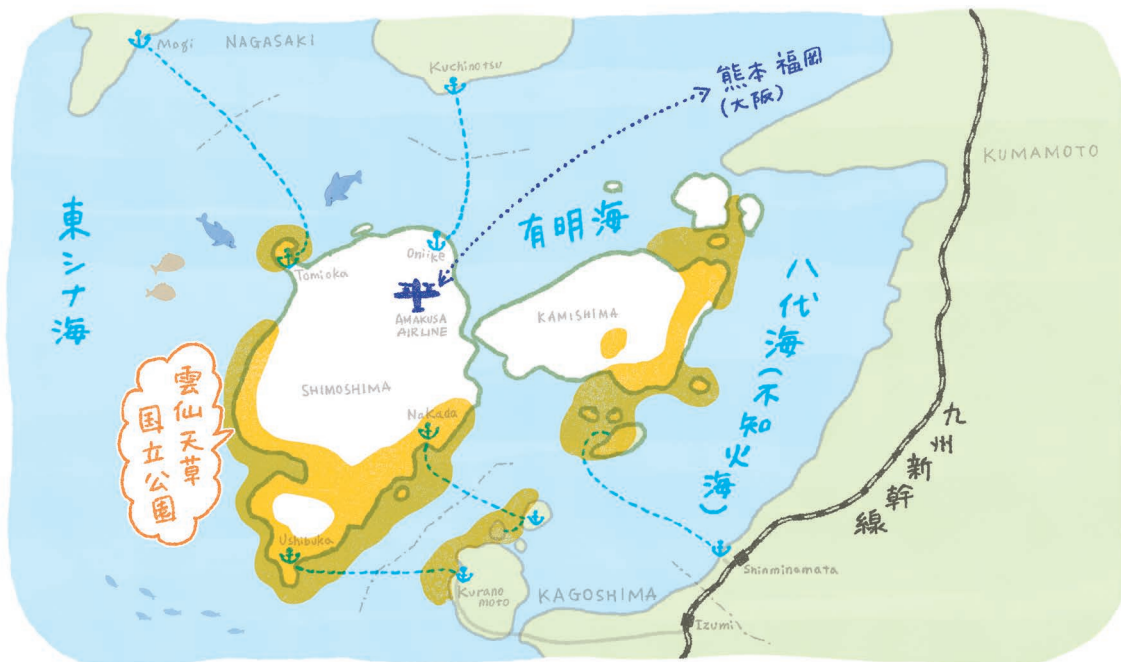 Mogi
NAGASAKI
Kuchinotsu
熊本 福岡
(大阪)
KUMAMOTO
東シナ海
有明海
Oniike
Tomioka
AMAKUSA
AIRLINE
KAMISHIMA
八代海(不知火海)
SHIMOSHIMA
雲仙天草
国立公園
Nakada
九州新幹線
Ushibuka
Kurano
moto
KAGOSHIMA
Shinminamata
Izumi